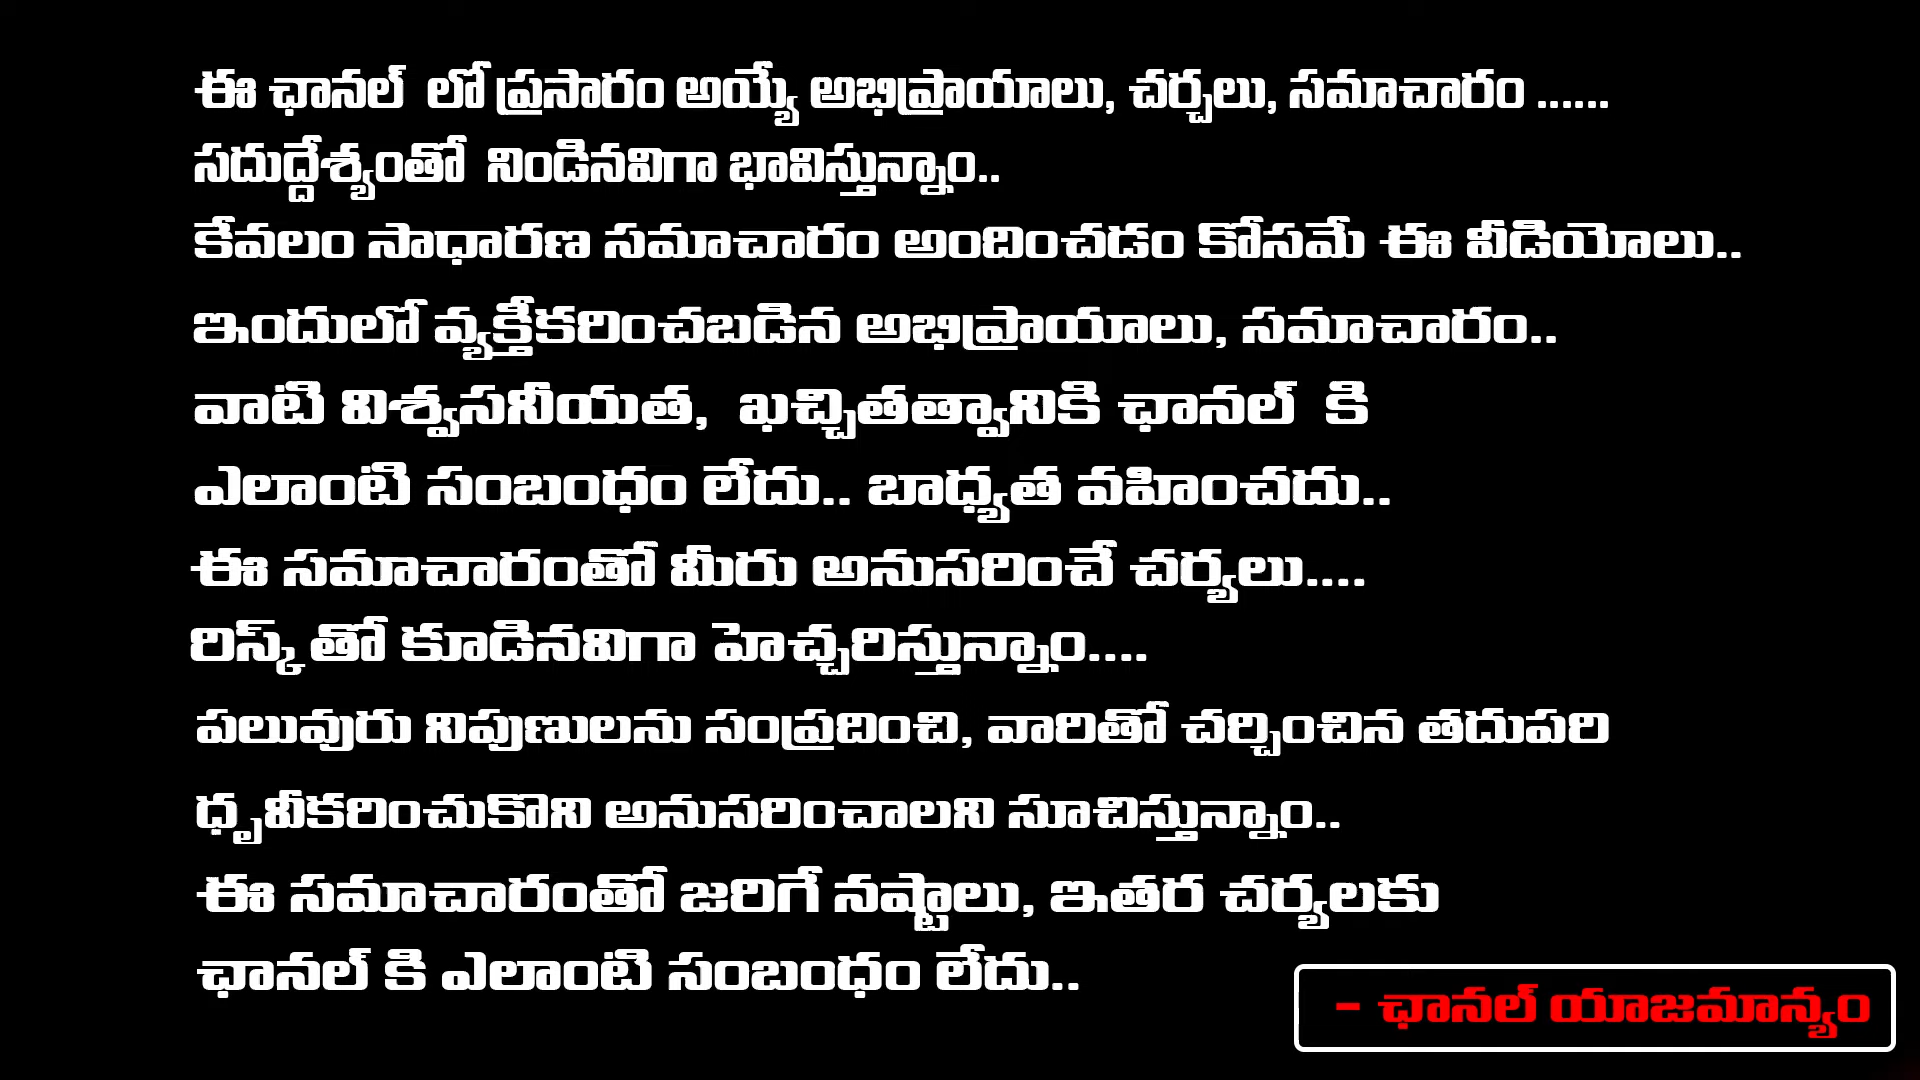 ఈ ఛానల్ లో ప్రసారం అయ్యే అభిప్రాయాలు, చర్చలు, సమాచారం ......
సదుద్దేశ్యంతో నిండినవిగా భావిస్తున్నాం..
కేవలం సాధారణ సమాచారం అందించడం కోసమే ఈ వీడియోలు..
ఇందులో వ్యక్తీకరించబడిన అభిప్రాయాలు, సమాచారం..
వాటి విశ్వసనీయత, ఖచ్చితత్వానికి ఛానల్ కి
ఎలాంటి సంబంధం లేదు.. బాధ్యత వహించదు..
ఈ సమాచారంతో మీరు అనుసరించే చర్యలు....
రిస్క్ తో కూడినవిగా హెచ్చరిస్తున్నాం....
పలువురు నిపుణులను సంప్రదించి, వారితో చర్చించిన తదుపరి
ధృవీకరించుకొని అనుసరించాలని సూచిస్తున్నాం..
ఈ సమాచారంతో జరిగే నష్టాలు, ఇతర చర్యలకు
ఛానల్ కి ఎలాంటి సంబంధం లేదు..
- ఛానల్ యాజమాన్యం